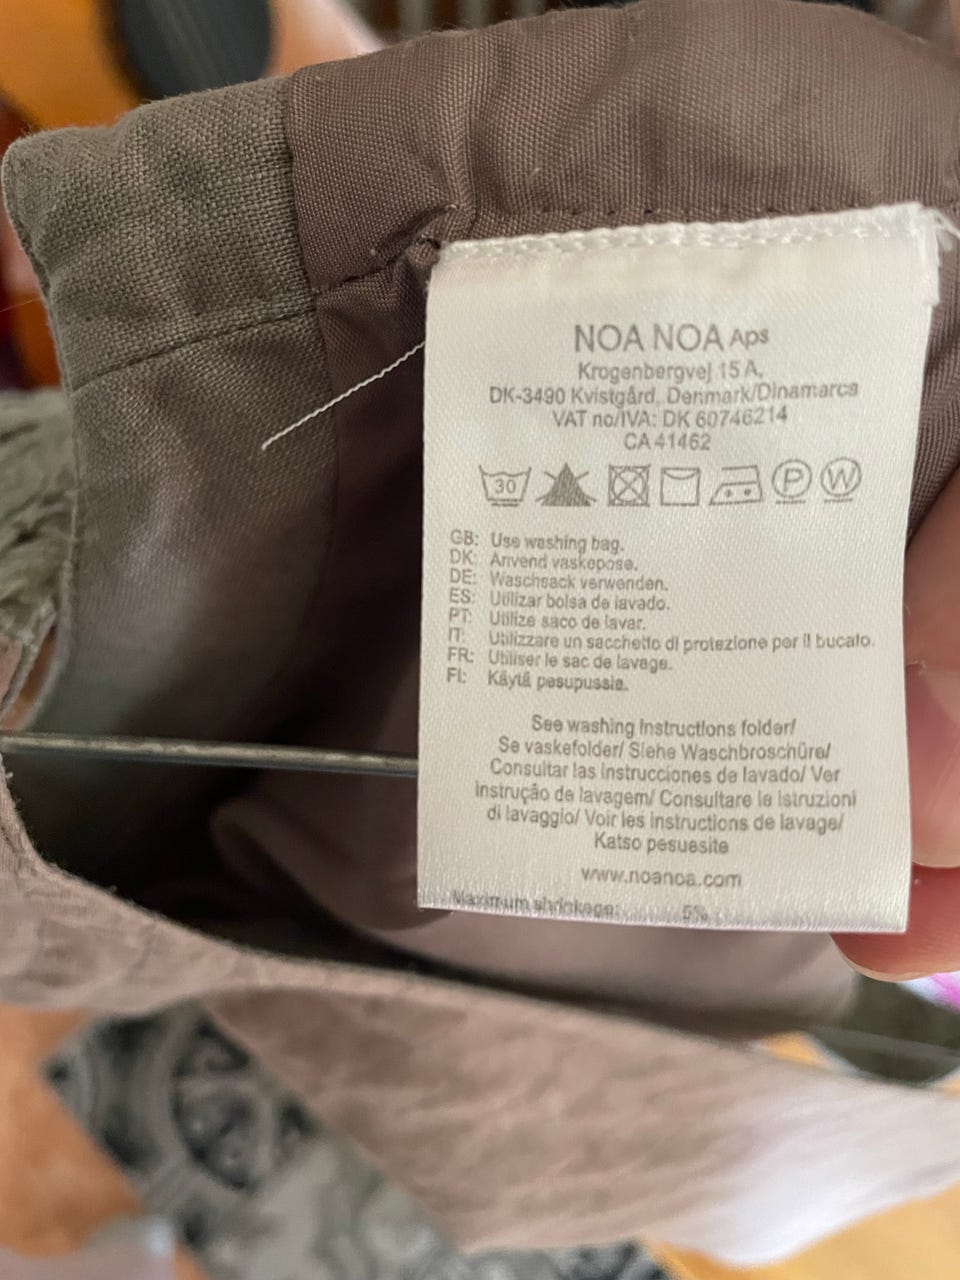 NOA NOA Aps
Krogenbergvej 15 A,
DK-3490 Kvistgård, Denmark/Dinamarca
VAT no/IVA: DK 60746214
CA 41462
30 P W
GB: Use washing bag.
DK: Anvend vaskepose.
DE: Waschsack verwenden.
ES: Utilizar bolsa de lavado.
PT: Utilize saco de lavar.
IT: Utilizzare un sacchetto di protezione per il bucato.
FR: Utiliser le sac de lavage.
FI: Käytä pesupussia.
See washing instructions folder/
Se vaskefolder/ Siehe Waschbroschüre/
Consultar las instrucciones de lavado/ Ver
instrução de lavagem/ Consultare le istruzioni
di lavaggio/ Voir les instructions de lavage/
Katso pesuesite
www.noanoa.com
Maximum shrinkage: 5%